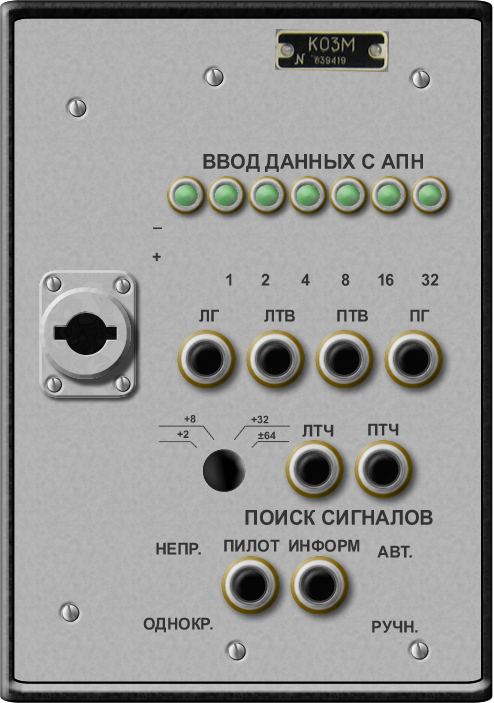 КОЗМ
N 639419
ВВОД ДАННЫХ С АПН
–
+
1 2 4 8 16 32
ЛГ ЛТВ ПТВ ПГ
+8 +32
+2 ±64
ЛТЧ ПТЧ
ПОИСК СИГНАЛОВ
НЕПР. ПИЛОТ ИНФОРМ АВТ.
ОДНОКР. РУЧН.